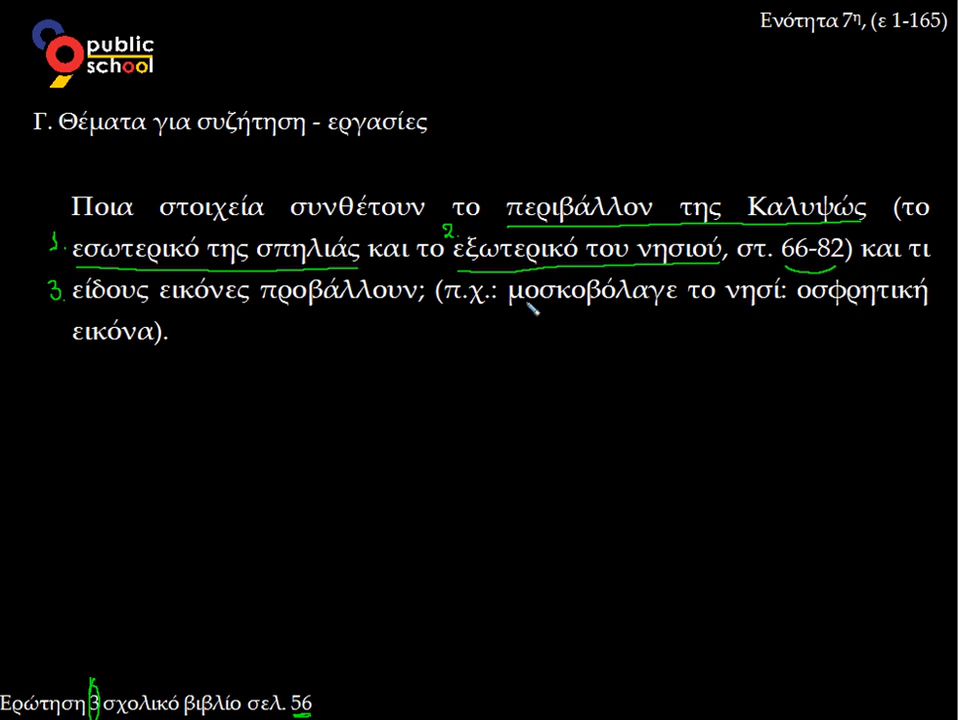 Ενότητα 7η, (ε 1-165)
public
school
Γ. Θέματα για συζήτηση - εργασίες
Ποια στοιχεία συνθέτουν το περιβάλλον της Καλυψώς (το
1. εσωτερικό της σπηλιάς και το 2. εξωτερικό του νησιού, στ. 66-82) και τι
3. είδους εικόνες προβάλλουν; (π.χ.: μοσκοβόλαγε το νησί: οσφρητική
εικόνα).
Ερώτηση 3 σχολικό βιβλίο σελ. 56